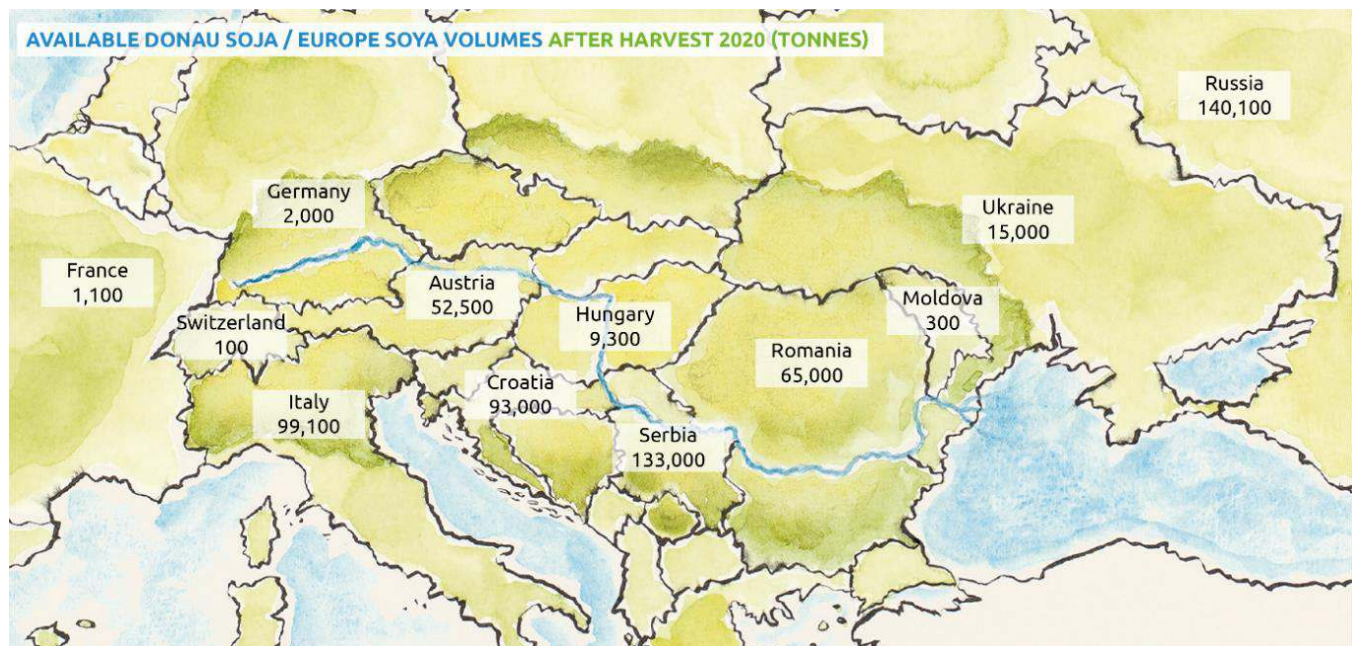 AVAILABLE DONAU SOJA / EUROPE SOYA VOLUMES AFTER HARVEST 2020 (TONNES)
Russia
140,100
Germany
2,000
Ukraine
15,000
France
1,100
Austria
52,500
Moldova
300
Switzerland
100
Hungary
9,300
Romania
65,000
Croatia
93,000
Italy
99,100
Serbia
133,000